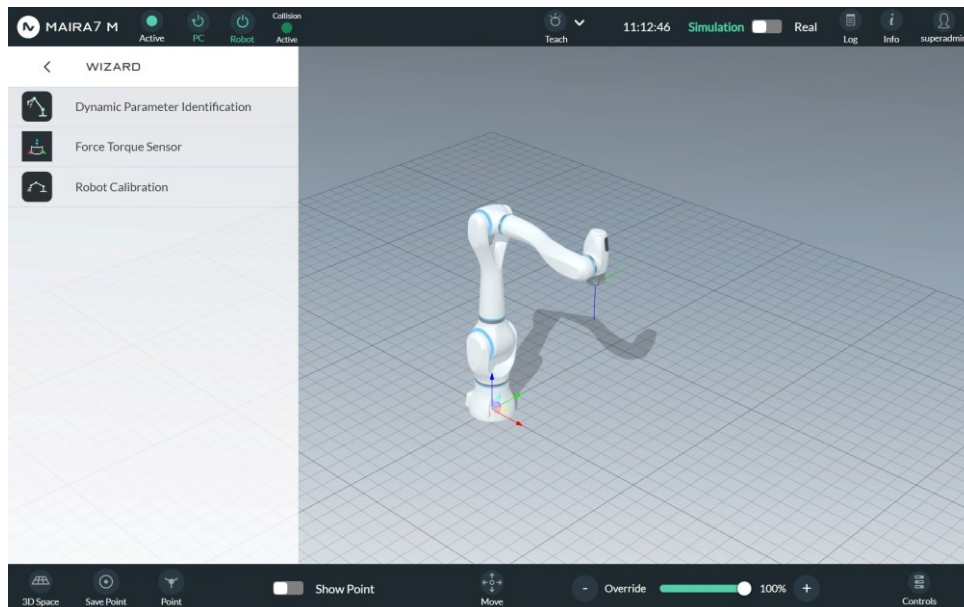 MAIRA7 M
Active
PC
Robot
Collision
Active
Teach
11:12:46
Simulation
Real
Log
Info
superadmin
WIZARD
Dynamic Parameter Identification
Force Torque Sensor
Robot Calibration
3D Space
Save Point
Point
Show Point
Move
- Override 100% +
Controls